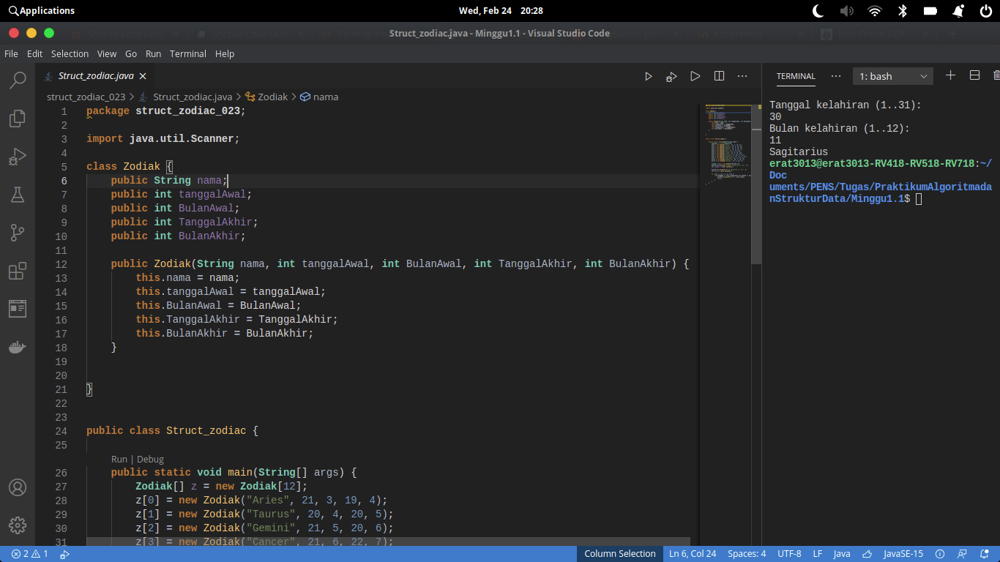 Applications
Wed, Feb 24 20:28
Struct_zodiac.java - Minggu1.1 - Visual Studio Code
File Edit Selection View Go Run Terminal Help
Struct_zodiac.java
struct_zodiac_023 > Struct_zodiac.java > Zodiak > nama
1 package struct_zodiac_023;
2
3 import java.util.Scanner;
4
5 class Zodiak {
6 public String nama;
7 public int tanggalAwal;
8 public int BulanAwal;
9 public int TanggalAkhir;
10 public int BulanAkhir;
11
12 public Zodiak(String nama, int tanggalAwal, int BulanAwal, int TanggalAkhir, int BulanAkhir) {
13 this.nama = nama;
14 this.tanggalAwal = tanggalAwal;
15 this.BulanAwal = BulanAwal;
16 this.TanggalAkhir = TanggalAkhir;
17 this.BulanAkhir = BulanAkhir;
18 }
19
20
21 }
22
23
24 public class Struct_zodiac {
25
Run | Debug
26 public static void main(String[] args) {
27 Zodiak[] z = new Zodiak[12];
28 z[0] = new Zodiak("Aries", 21, 3, 19, 4);
29 z[1] = new Zodiak("Taurus", 20, 4, 20, 5);
30 z[2] = new Zodiak("Gemini", 21, 5, 20, 6);
31 z[3] = new Zodiak("Cancer", 21, 6, 22, 7);
TERMINAL ··· 1: bash
Tanggal kelahiran (1..31):
30
Bulan kelahiran (1..12):
11
Sagitarius
erat3013@erat3013-RV418-RV518-RV718:~/
Doc
uments/PENS/Tugas/PraktikumAlgoritmada
nStrukturData/Minggu1.1$
2 1 Column Selection Ln 6, Col 24 Spaces: 4 UTF-8 LF Java JavaSE-15